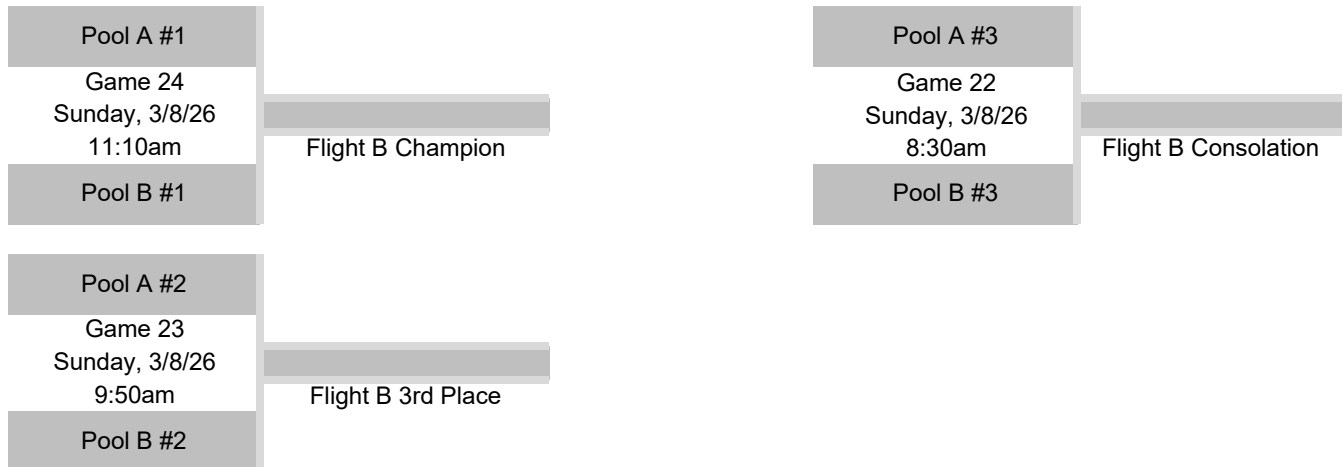 Pool A #1
Game 24
Sunday, 3/8/26
11:10am
Pool B #1
Flight B Champion
Pool A #3
Game 22
Sunday, 3/8/26
8:30am
Pool B #3
Flight B Consolation
Pool A #2
Game 23
Sunday, 3/8/26
9:50am
Pool B #2
Flight B 3rd Place